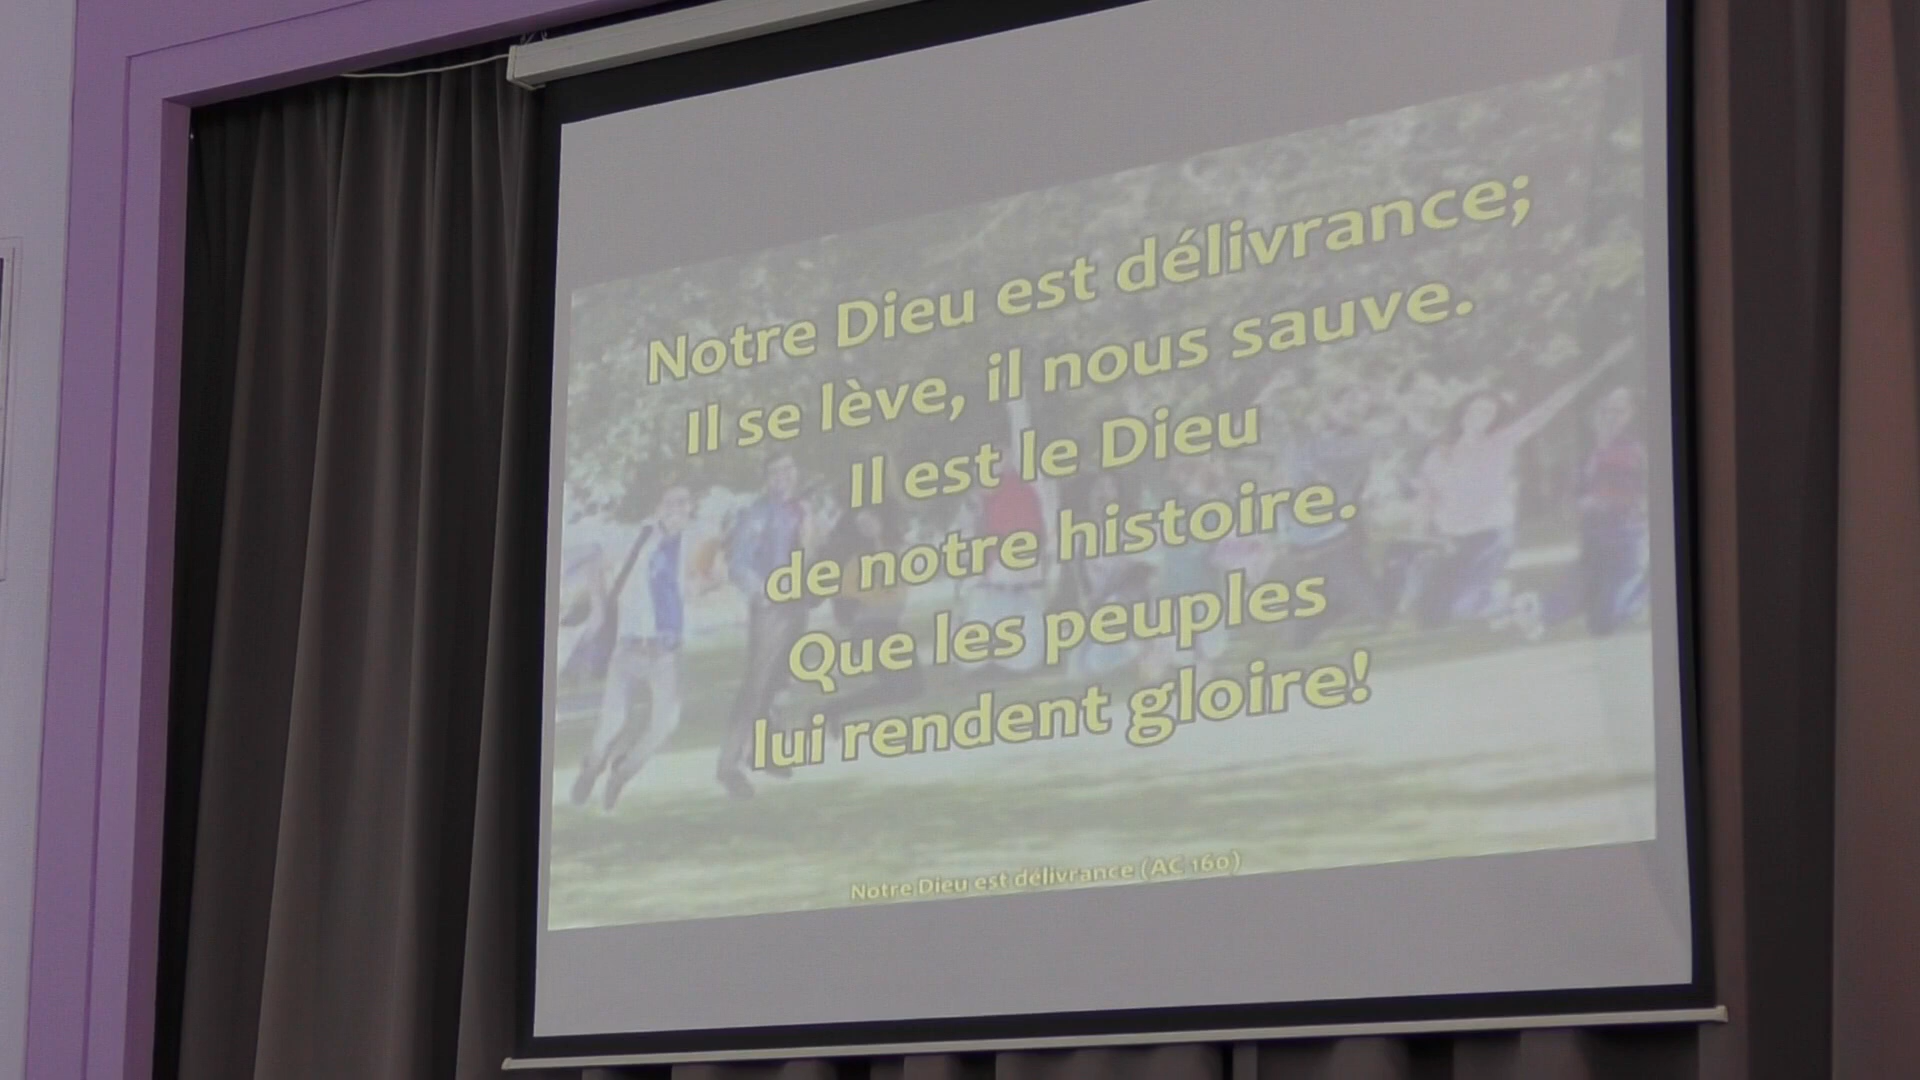 Notre Dieu est délivrance;
Il se lève, il nous sauve.
Il est le Dieu
de notre histoire.
Que les peuples
lui rendent gloire!
Notre Dieu est délivrance (AC 160)